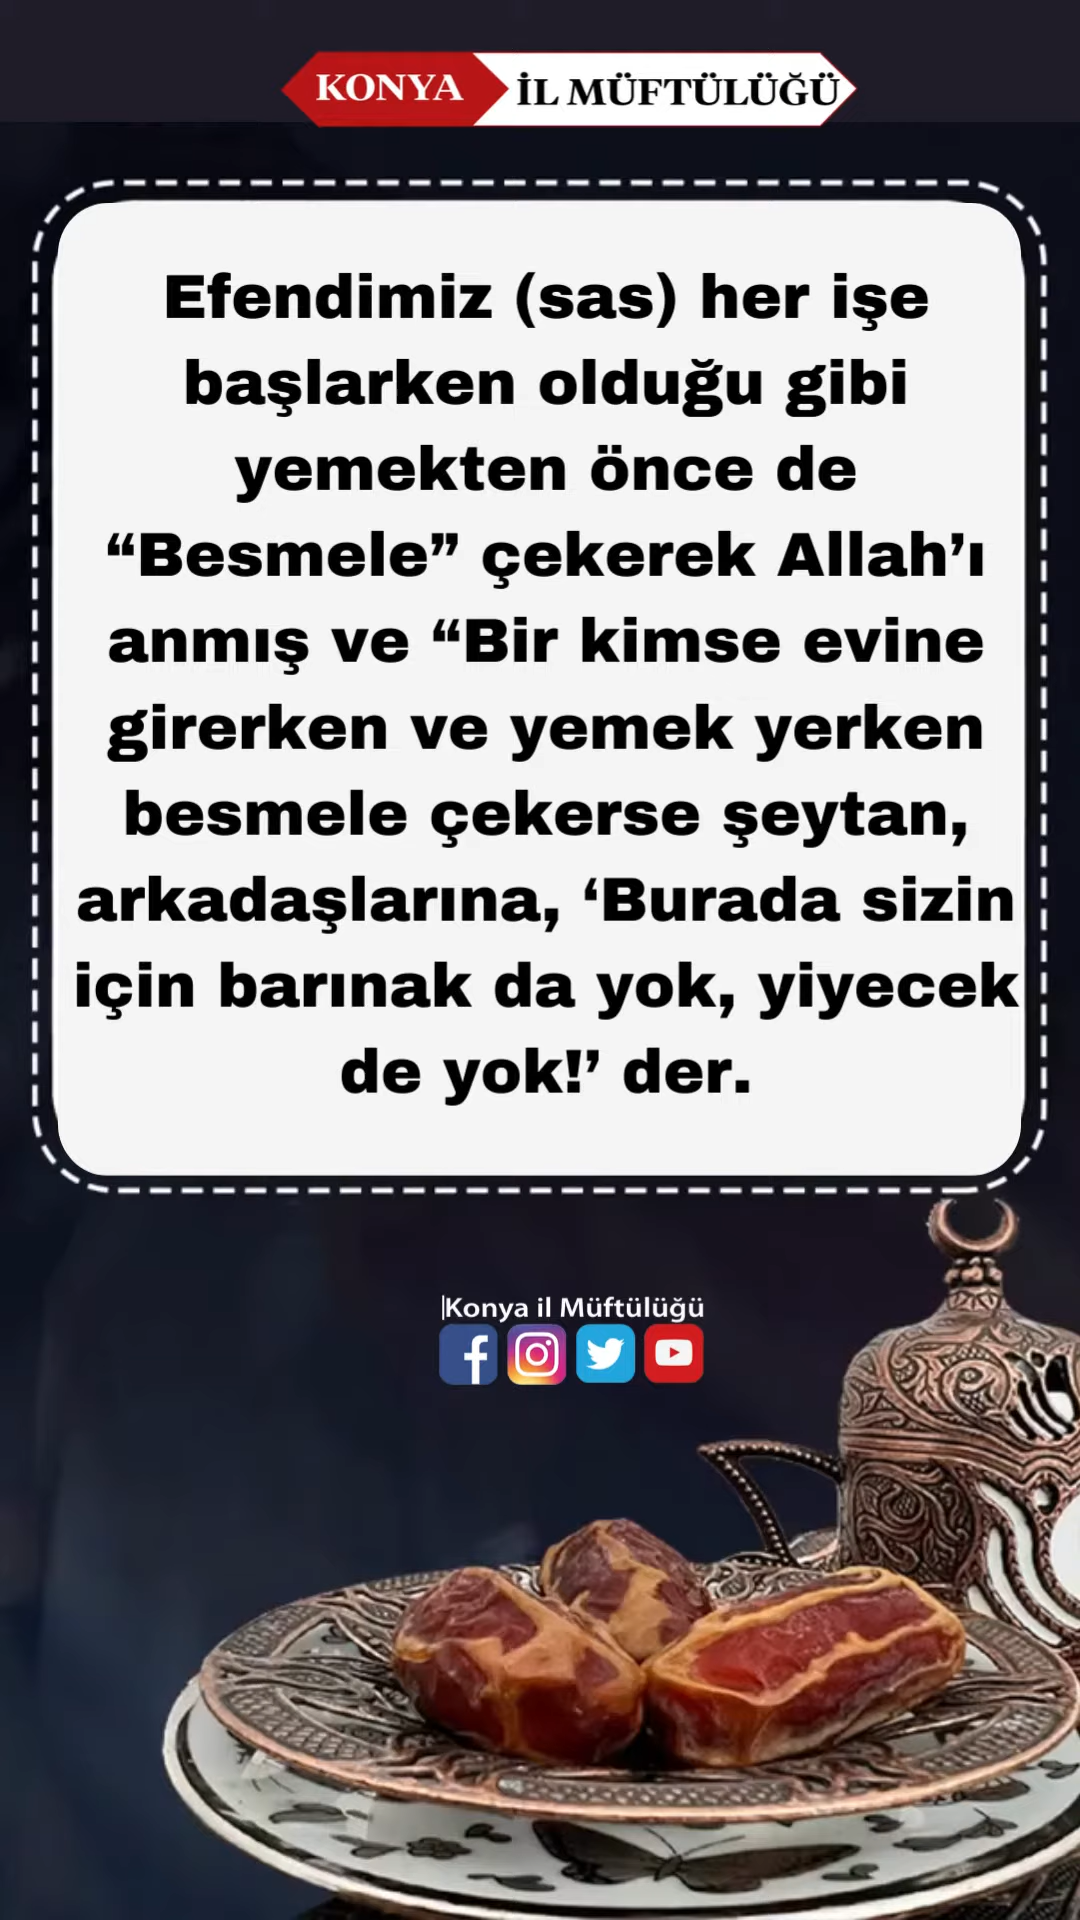 KONYA İL MÜFTÜLÜĞÜ
Efendimiz (sas) her işe
başlarken olduğu gibi
yemekten önce de
“Besmele” çekerek Allah’ı
anmış ve “Bir kimse evine
girerken ve yemek yerken
besmele çekerse şeytan,
arkadaşlarına, ‘Burada sizin
için barınak da yok, yiyecek
de yok!’ der.
Konya il Müftülüğü